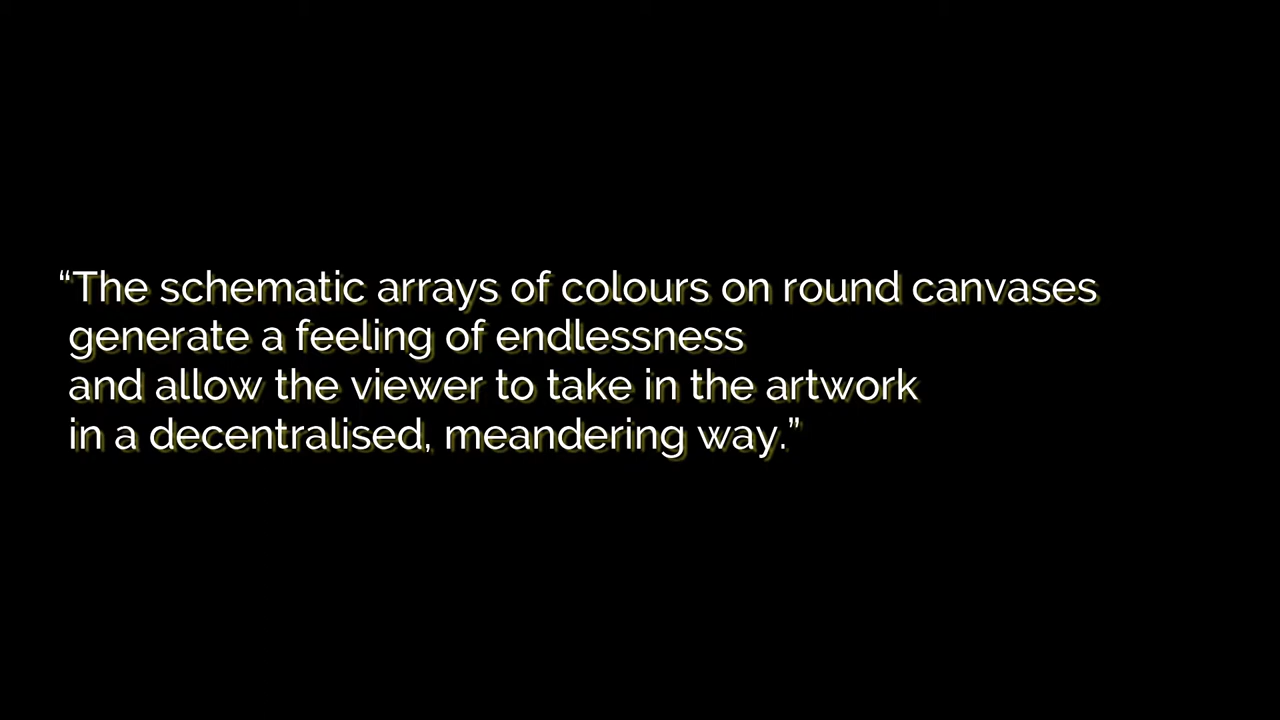 “The schematic arrays of colours on round canvases
generate a feeling of endlessness
and allow the viewer to take in the artwork
in a decentralised, meandering way.”